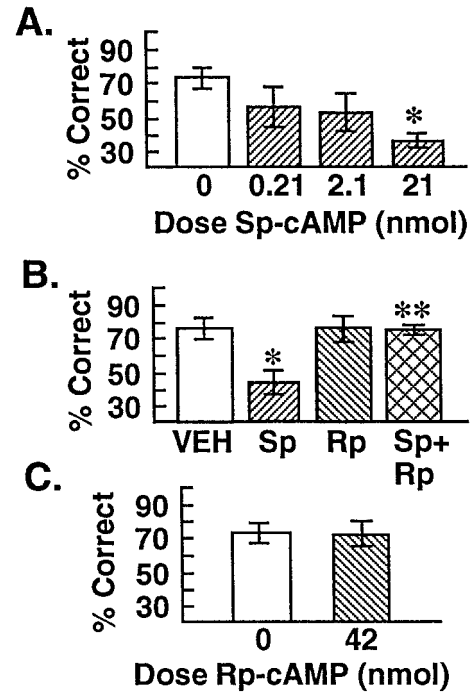 A.
% Correct
90
70
50
30
*
0 0.21 2.1 21
Dose Sp-cAMP (nmol)
B.
% Correct
90
70
50
30
* **
VEH Sp Rp Sp+
Rp
C.
% Correct
90
70
50
30
0 42
Dose Rp-cAMP (nmol)